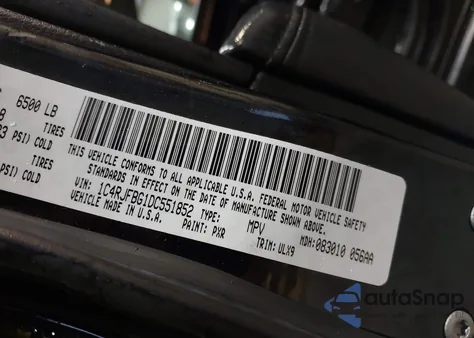 6500 LB
TIRES
PSI) COLD
TIRES
PSI) COLD
THIS VEHICLE CONFORMS TO ALL APPLICABLE U.S.A. FEDERAL MOTOR VEHICLE SAFETY
STANDARDS IN EFFECT ON THE DATE OF MANUFACTURE SHOWN ABOVE.
VIN: 1C4RJFBG1DC551852 TYPE: MPV MDH: 083010 056AA
MADE IN U.S.A. PAINT: PXR TRIM: ULX9
autoSnap